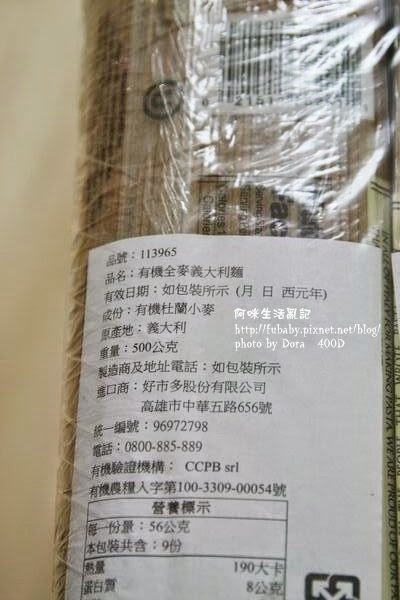 品號：113965
品名：有機全麥義大利麵
有效日期：如包裝所示 (月 日 西元年)
成份：有機杜蘭小麥
原產地：義大利
重量：500公克
製造商及地址電話：如包裝所示
進口商：好市多股份有限公司
高雄市中華五路656號
統一編號：96972798
電話：0800-885-889
有機驗證機構： CCPB srl
有機農糧入字第100-3309-00054號
營養標示
每一份量：56公克
本包裝共含：9份
熱量 190大卡
蛋白質 8公克
阿咪生活亂記
http://fubaby.pixnet.net/blog/
photo by Dora 400D